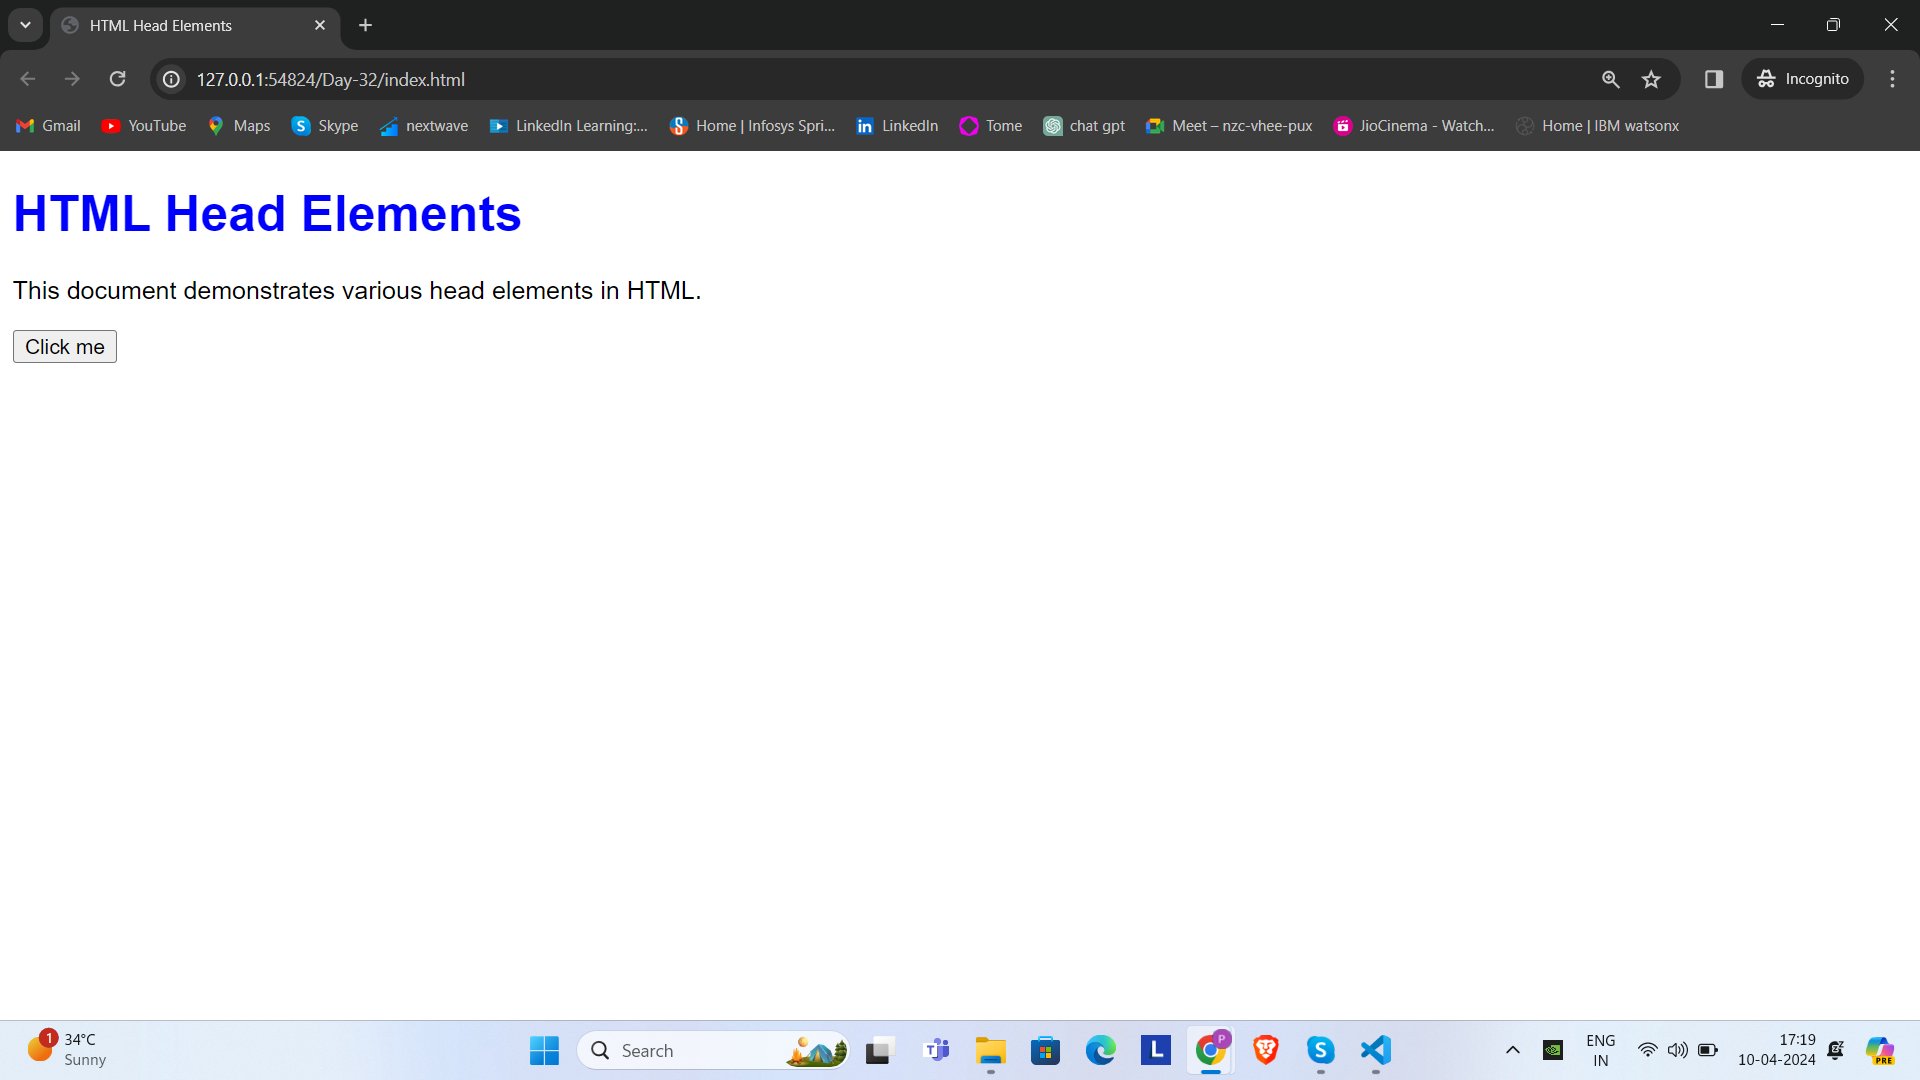 HTML Head Elements
127.0.0.1:54824/Day-32/index.html
Incognito
Gmail YouTube Maps Skype nextwave LinkedIn Learning:... Home | Infosys Spri... LinkedIn Tome chat gpt Meet – nzc-vhee-pux JioCinema - Watch... Home | IBM watsonx
HTML Head Elements
This document demonstrates various head elements in HTML.
Click me
1 34°C
Sunny
Search
T
L
P
S
ENG
IN
17:19
10-04-2024
PRE